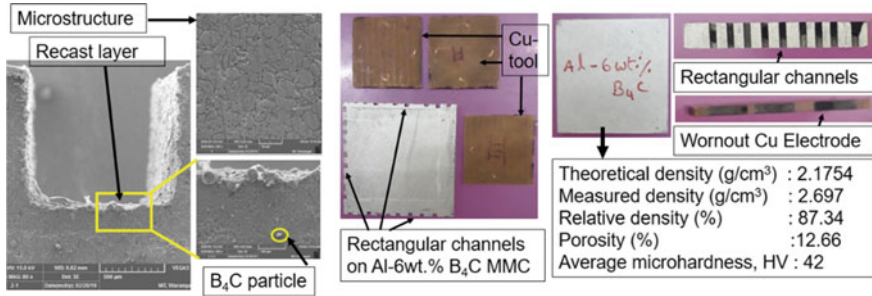 Microstructure
Recast layer
B₄C particle
Cu-
tool
Rectangular channels
on Al-6wt.% B₄C MMC
Al-6wt.%
B₄C
Rectangular channels
Wornout Cu Electrode
Theoretical density (g/cm³) : 2.1754
Measured density (g/cm³) : 2.697
Relative density (%) : 87.34
Porosity (%) :12.66
Average microhardness, HV : 42